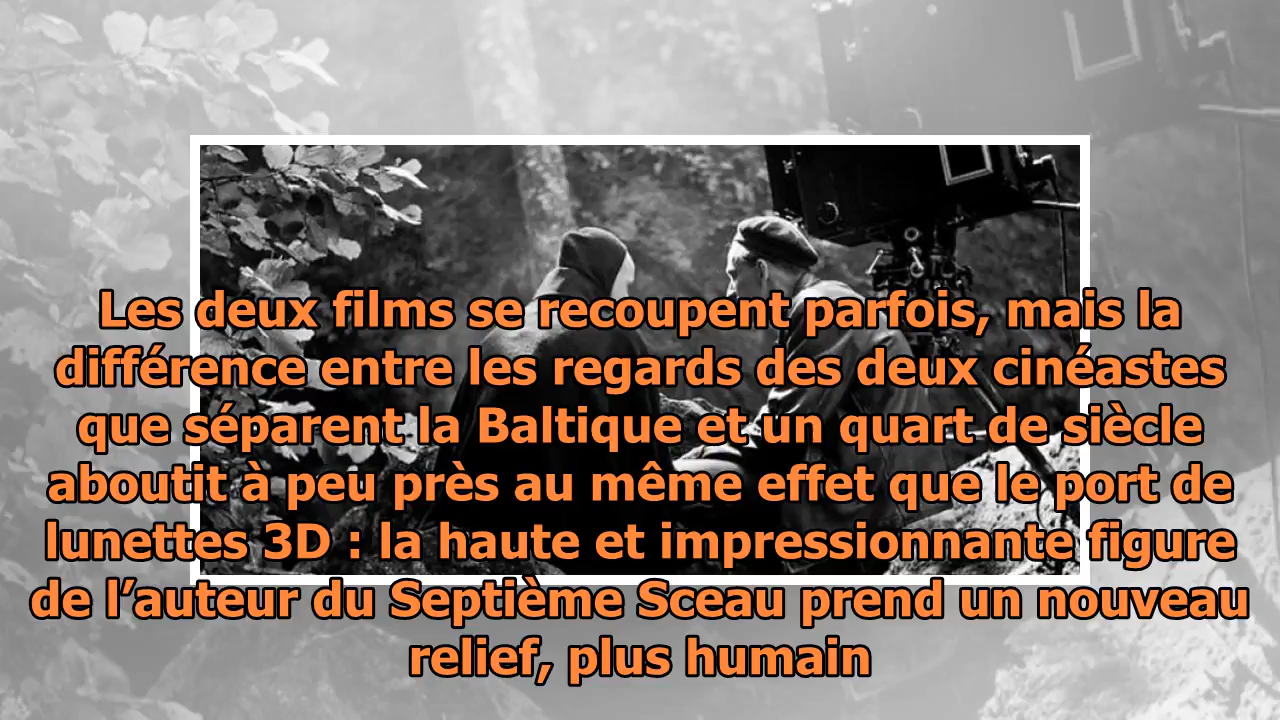 Les deux films se recoupent parfois, mais la
différence entre les regards des deux cinéastes
que séparent la Baltique et un quart de siècle
aboutit à peu près au même effet que le port de
lunettes 3D : la haute et impressionnante figure
de l’auteur du Septième Sceau prend un nouveau
relief, plus humain